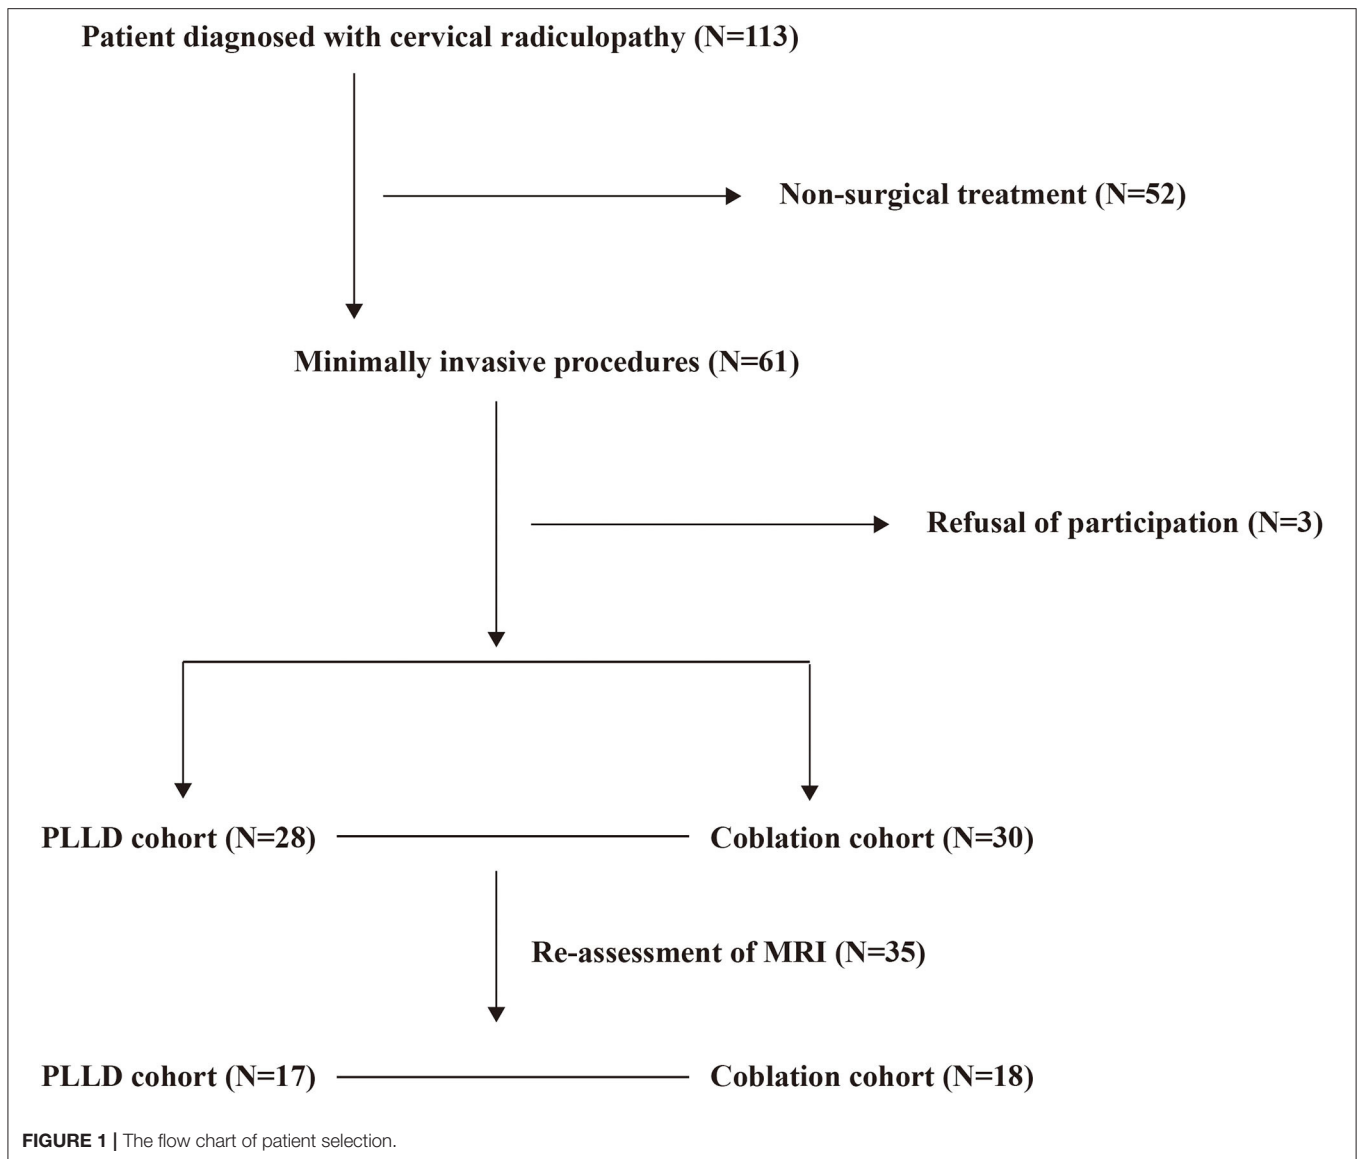 Patient diagnosed with cervical radiculopathy (N=113)
Non-surgical treatment (N=52)
Minimally invasive procedures (N=61)
Refusal of participation (N=3)
PLLD cohort (N=28)
Coblation cohort (N=30)
Re-assessment of MRI (N=35)
PLLD cohort (N=17)
Coblation cohort (N=18)
FIGURE 1 | The flow chart of patient selection.